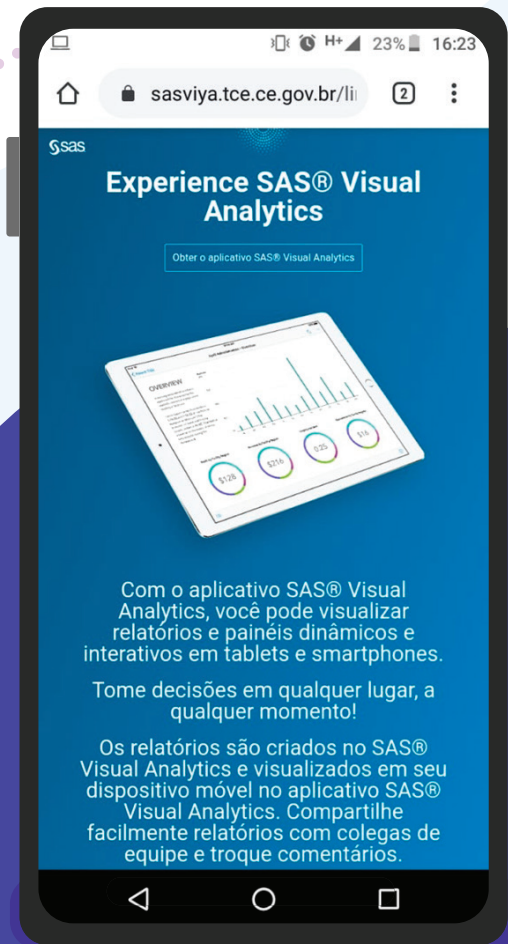 H+ 23% 16:23
sasviya.tce.ce.gov.br/li 2
sas
Experience SAS® Visual
Analytics
Obter o aplicativo SAS® Visual Analytics
OVERVIEW
$128
$216
0.35
$16
Com o aplicativo SAS® Visual
Analytics, você pode visualizar
relatórios e painéis dinâmicos e
interativos em tablets e smartphones.
Tome decisões em qualquer lugar, a
qualquer momento!
Os relatórios são criados no SAS®
Visual Analytics e visualizados em seu
dispositivo móvel no aplicativo SAS®
Visual Analytics. Compartilhe
facilmente relatórios com colegas de
equipe e troque comentários.